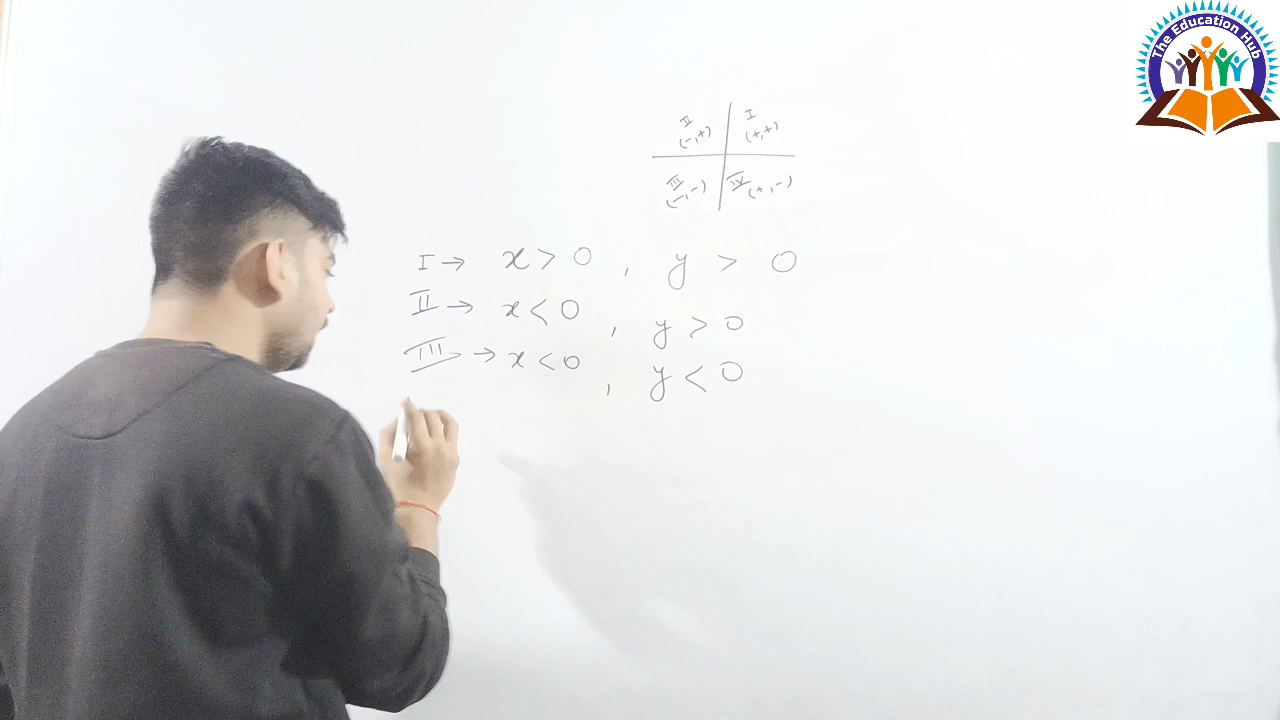 The Education Hub
II I
(-,+) (+,+)
III IV
(-,-) (+,-)
I → x > 0 , y > 0
II → x < 0 , y > 0
III → x < 0 , y < 0